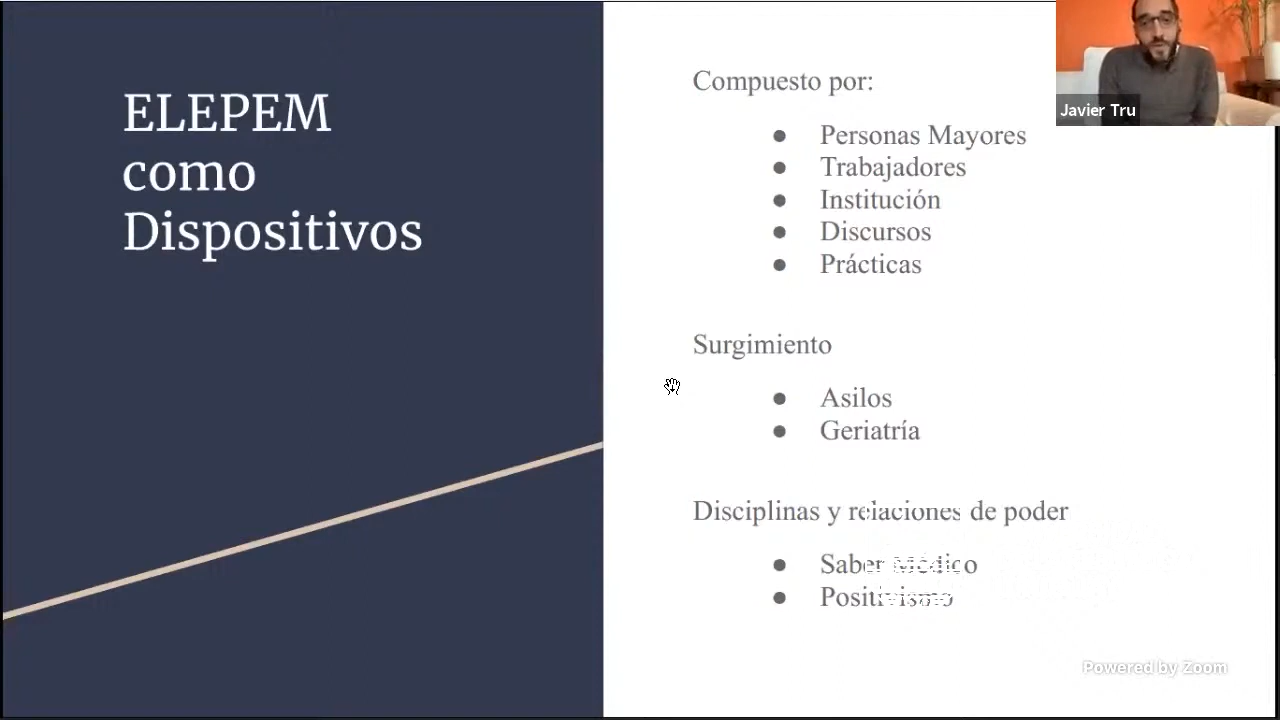 ELEPEM
como
Dispositivos
Compuesto por:
● Personas Mayores
● Trabajadores
● Institución
● Discursos
● Prácticas
Surgimiento
● Asilos
● Geriatría
Disciplinas y relaciones de poder
● Saber médico
● Positivismo
Javier Tru
Powered by Zoom